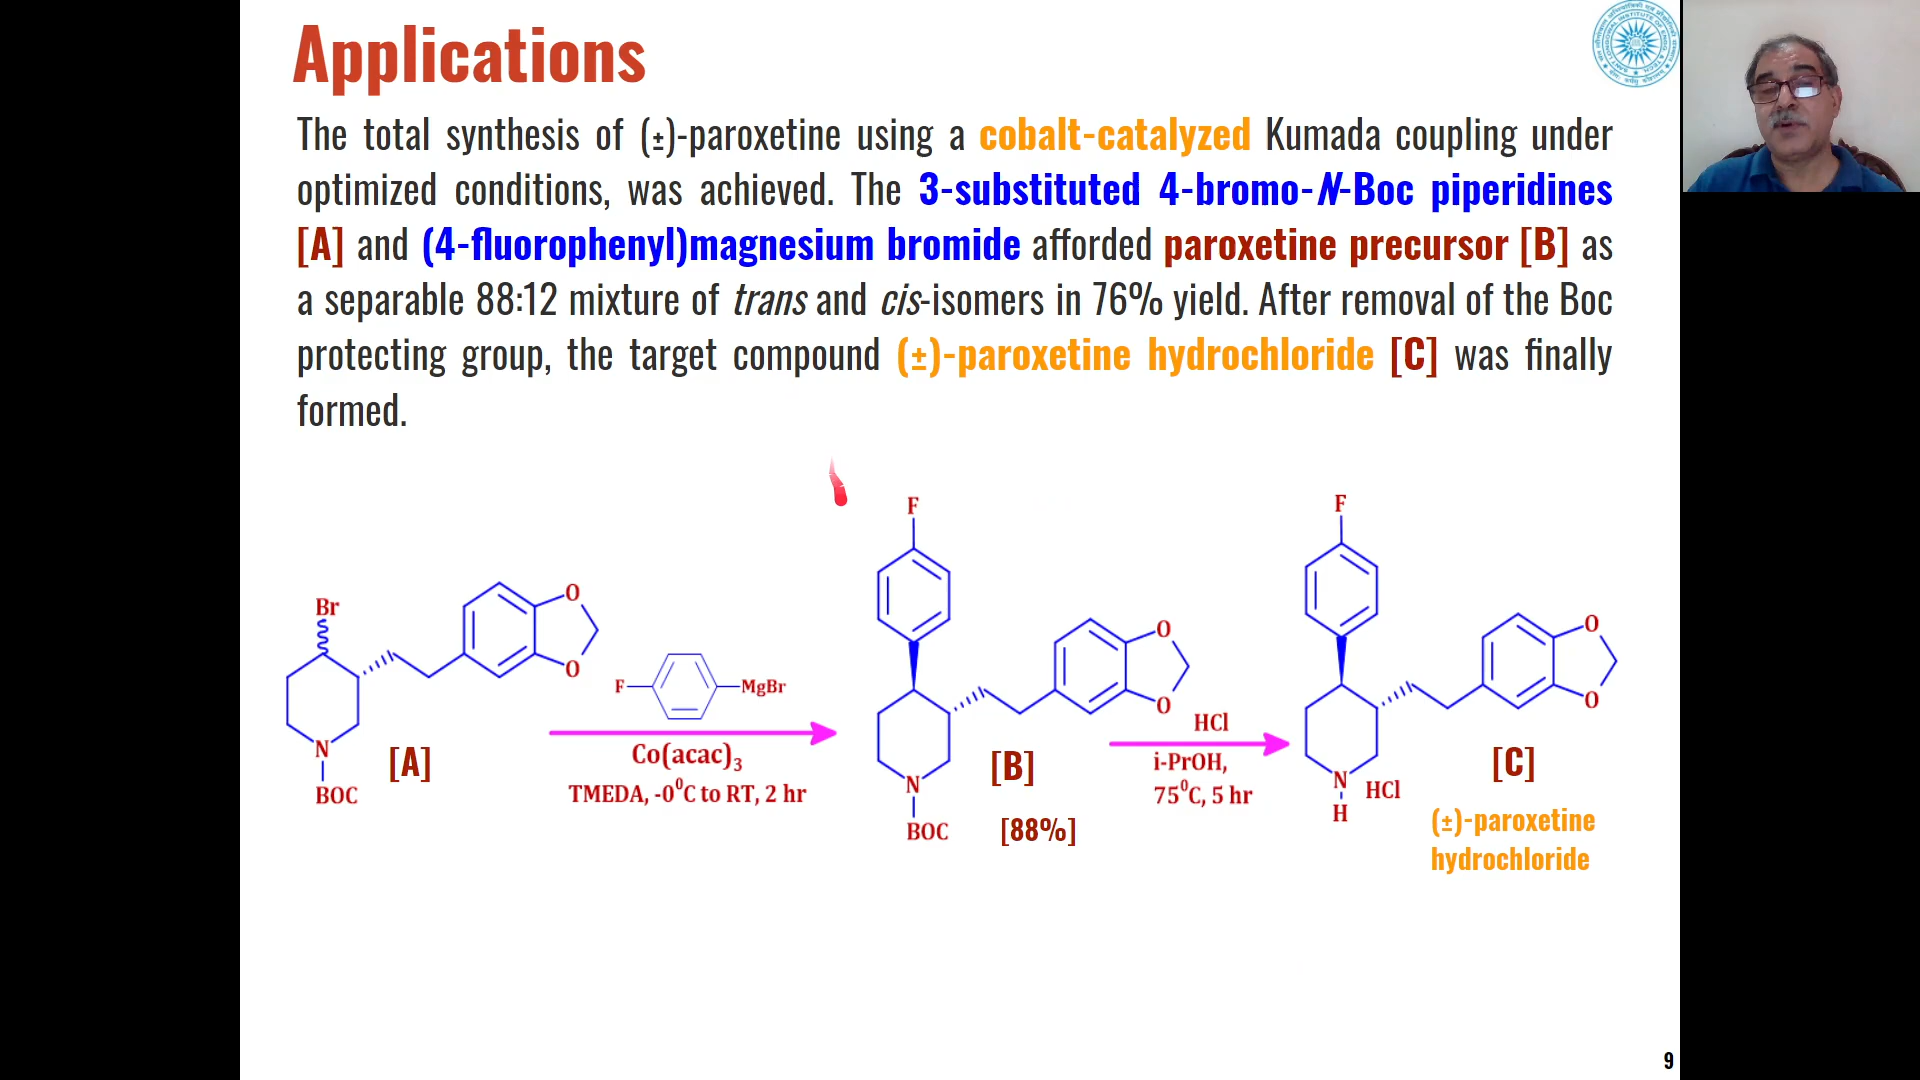 Applications
The total synthesis of (±)-paroxetine using a cobalt-catalyzed Kumada coupling under
optimized conditions, was achieved. The 3-substituted 4-bromo-N-Boc piperidines
[A] and (4-fluorophenyl)magnesium bromide afforded paroxetine precursor [B] as
a separable 88:12 mixture of trans and cis-isomers in 76% yield. After removal of the Boc
protecting group, the target compound (±)-paroxetine hydrochloride [C] was finally
formed.
Br
O
O
N
BOC
[A]
F
MgBr
Co(acac)3
TMEDA, -0⁰C to RT, 2 hr
F
O
O
N
BOC
[B]
[88%]
HCl
i-PrOH,
75⁰C, 5 hr
F
O
O
N
H
HCl
[C]
(±)-paroxetine
hydrochloride
9